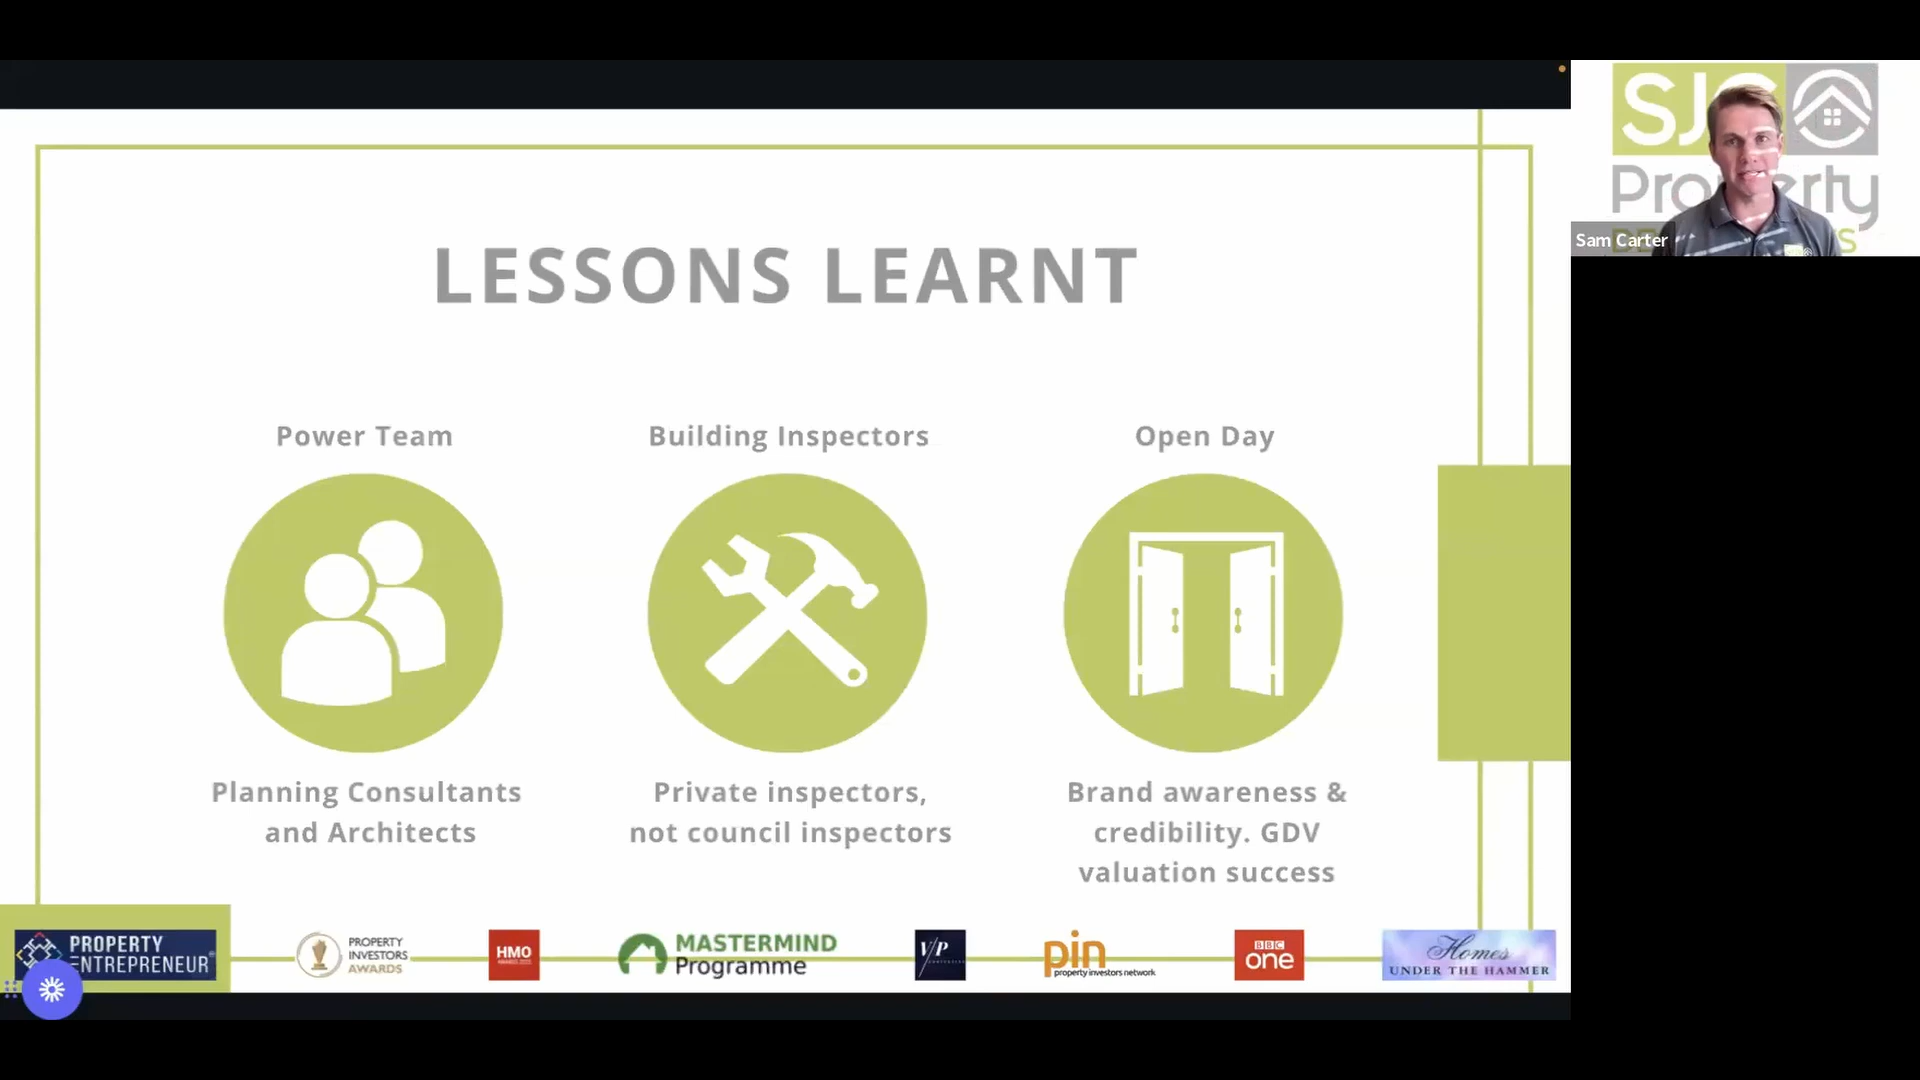 SJC
Property
Sam Carter
LESSONS LEARNT
Power Team
Building Inspectors
Open Day
Planning Consultants
and Architects
Private inspectors,
not council inspectors
Brand awareness &
credibility. GDV
valuation success
PROPERTY
ENTREPRENEUR®
PROPERTY
INVESTORS
AWARDS
HMO
MASTERMIND
Programme
V/P
pin
property investors network
BBC
one
Homes
UNDER THE HAMMER